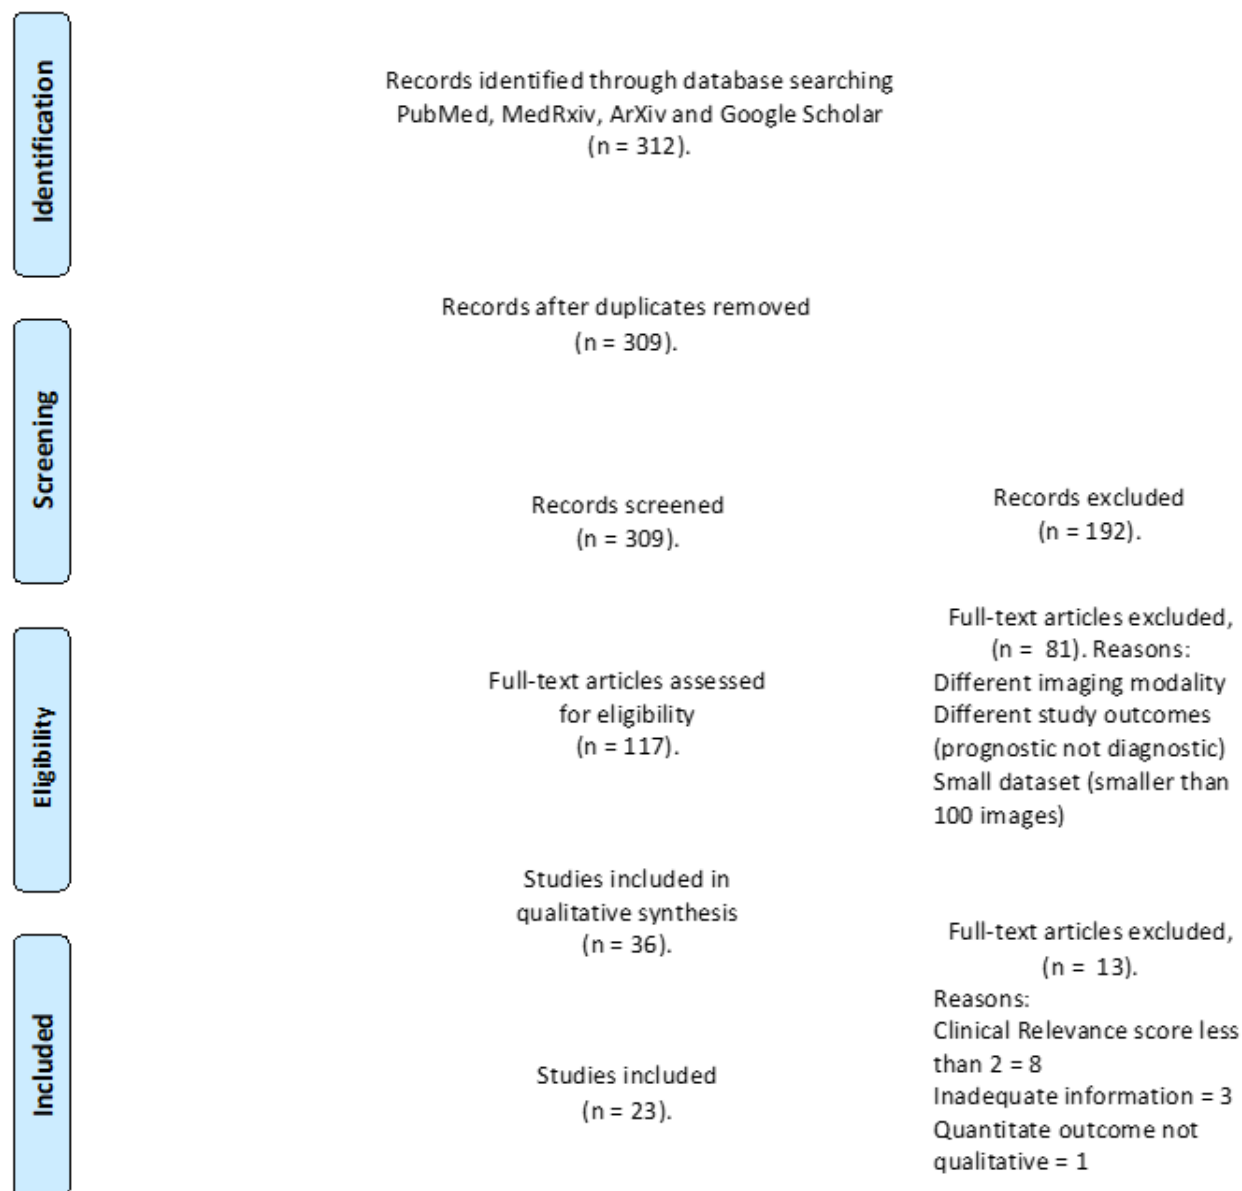 Identification
Records identified through database searching
PubMed, MedRxiv, ArXiv and Google Scholar
(n = 312).
Records after duplicates removed
(n = 309).
Screening
Records screened
(n = 309).
Records excluded
(n = 192).
Eligibility
Full-text articles assessed
for eligibility
(n = 117).
Full-text articles excluded,
(n = 81). Reasons:
Different imaging modality
Different study outcomes
(prognostic not diagnostic)
Small dataset (smaller than
100 images)
Studies included in
qualitative synthesis
(n = 36).
Full-text articles excluded,
(n = 13).
Reasons:
Clinical Relevance score less
than 2 = 8
Inadequate information = 3
Quantitate outcome not
qualitative = 1
Included
Studies included
(n = 23).